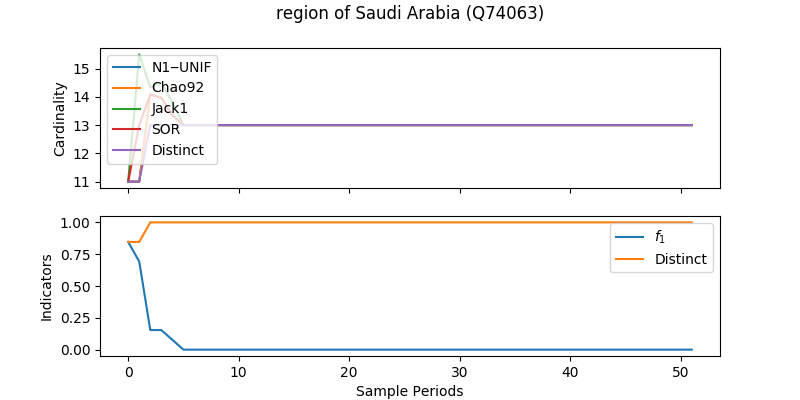 region of Saudi Arabia (Q74063)
Cardinality
15
14
13
12
11
N1−UNIF
Chao92
Jack1
SOR
Distinct
Indicators
1.00
0.75
0.50
0.25
0.00
f1
Distinct
0 10 20 30 40 50
Sample Periods